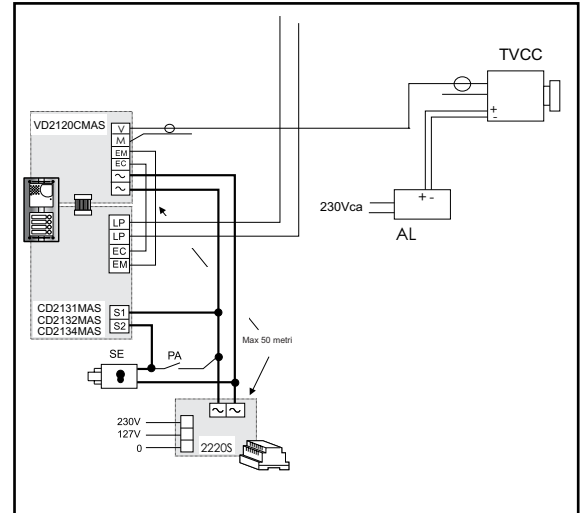 TVCC
+
-
VD2120CMAS
V
M
EM
EC
~
~
230Vca
+ -
AL
LP
LP
EC
EM
CD2131MAS
CD2132MAS
CD2134MAS
S1
S2
SE
PA
Max 50 metri
~ ~
230V
127V
0
2220S